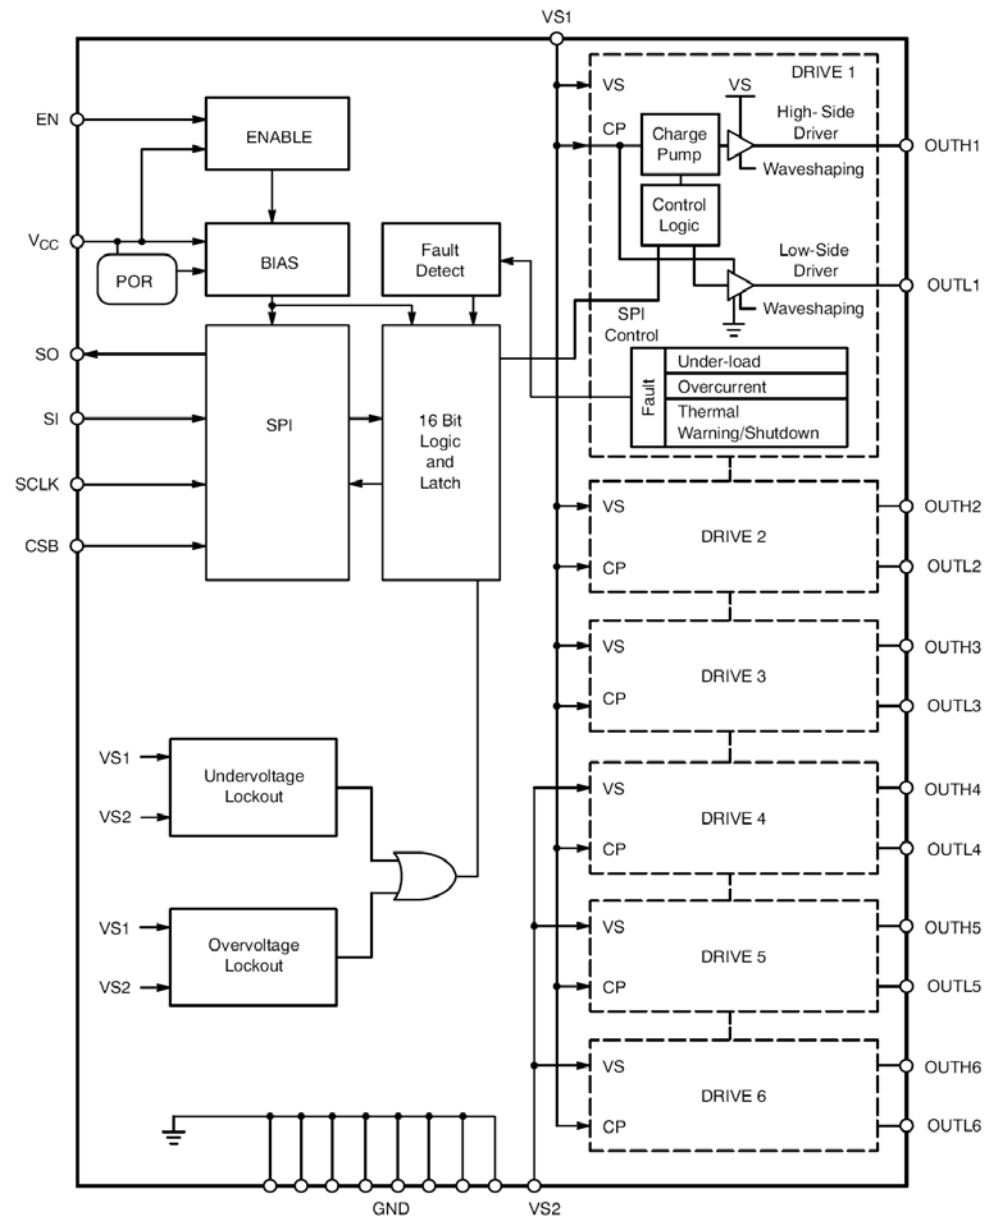 VS1
EN
ENABLE
VCC
POR
BIAS
Fault
Detect
SO
SI
SCLK
CSB
SPI
16 Bit
Logic
and
Latch
VS1
VS2
Undervoltage
Lockout
VS1
VS2
Overvoltage
Lockout
GND
VS2
DRIVE 1
VS
VS
CP
Charge
Pump
High- Side
Driver
Waveshaping
OUTH1
Control
Logic
Low-Side
Driver
Waveshaping
OUTL1
SPI
Control
Fault
Under-load
Overcurrent
Thermal
Warning/Shutdown
VS
DRIVE 2
CP
OUTH2
OUTL2
VS
DRIVE 3
CP
OUTH3
OUTL3
VS
DRIVE 4
CP
OUTH4
OUTL4
VS
DRIVE 5
CP
OUTH5
OUTL5
VS
DRIVE 6
CP
OUTH6
OUTL6